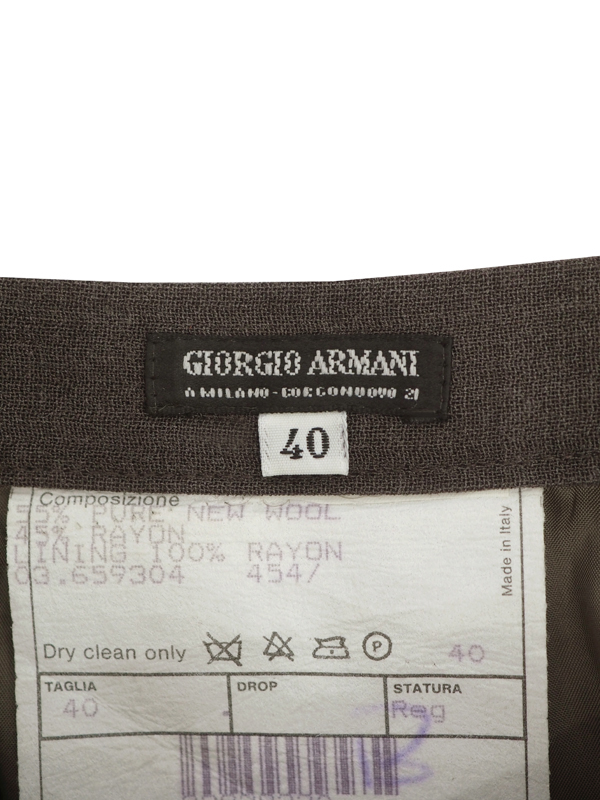 GIORGIO ARMANI
A MILANO-BORGONUOVO 21
40
Composizione
55% PURE NEW WOOL
45% RAYON
LINING 100% RAYON
03.659304 454/
Made in Italy
Dry clean only P 40
TAGLIA DROP STATURA
40 - Reg